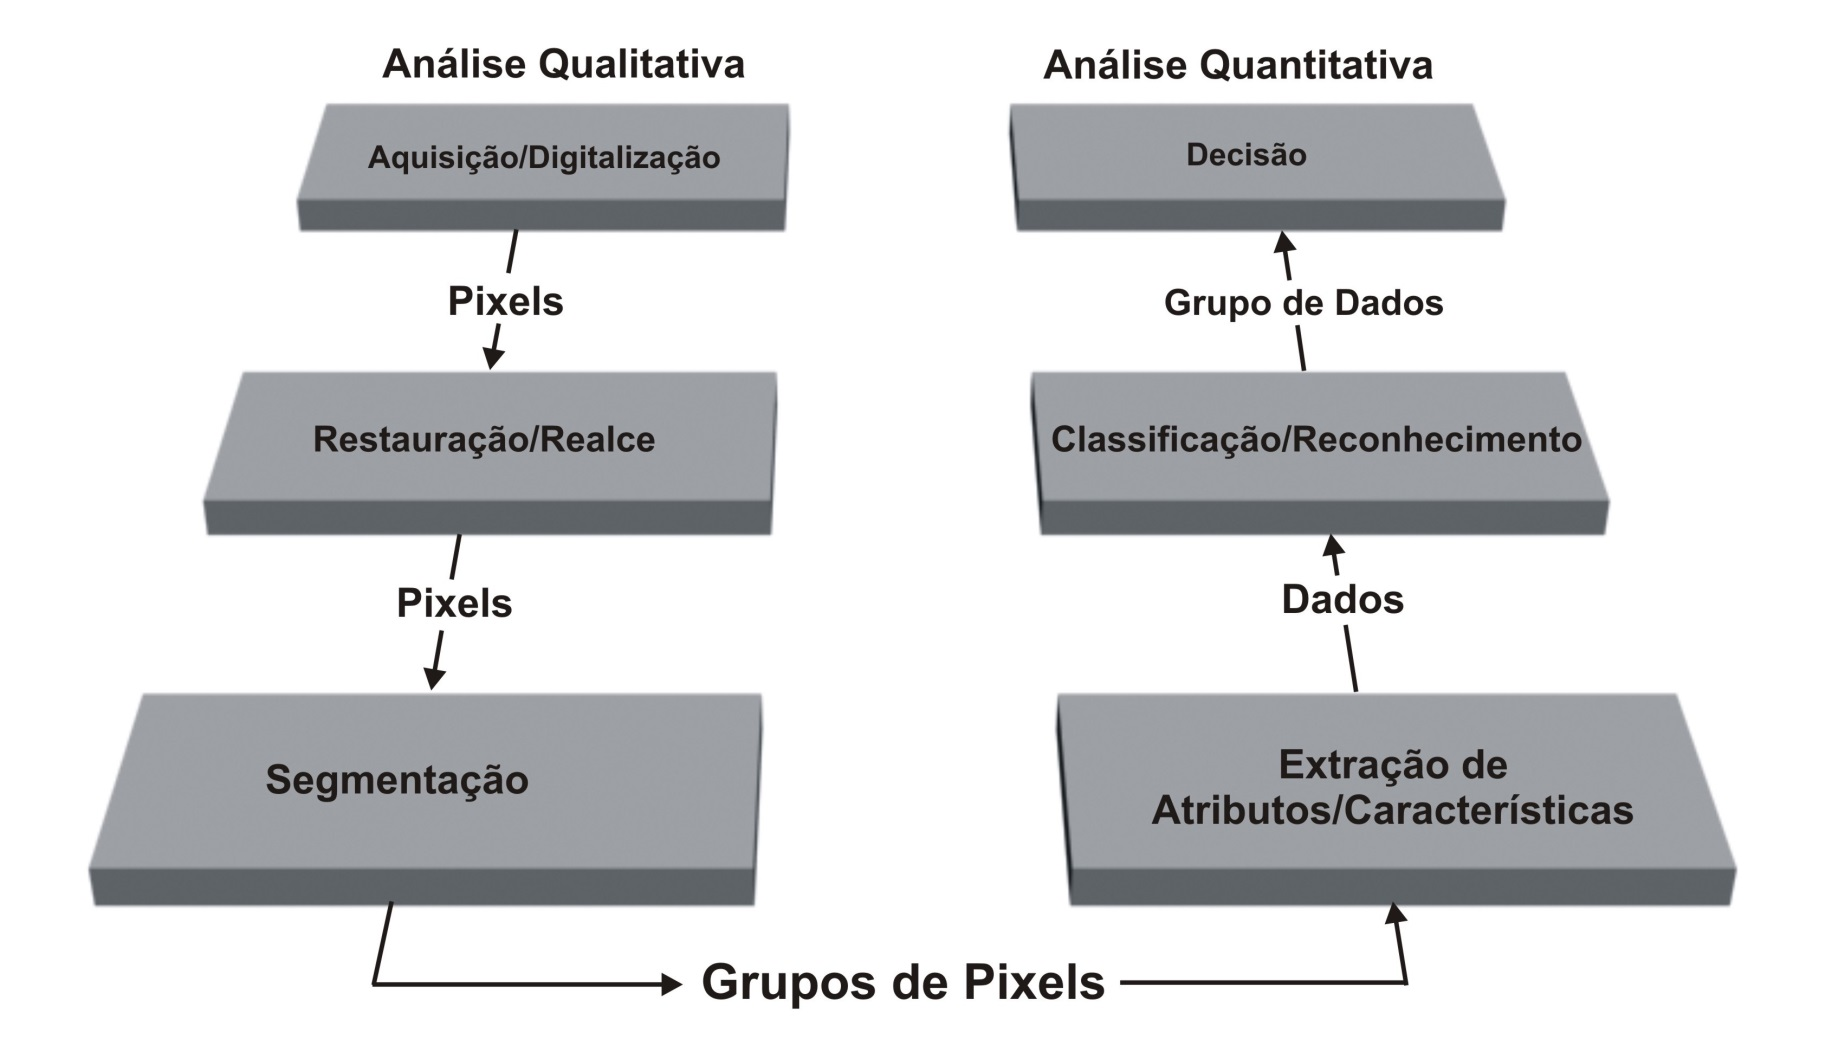 Análise Qualitativa
Aquisição/Digitalização
Pixels
Restauração/Realce
Pixels
Segmentação
Grupos de Pixels
Análise Quantitativa
Decisão
Grupo de Dados
Classificação/Reconhecimento
Dados
Extração de
Atributos/Características